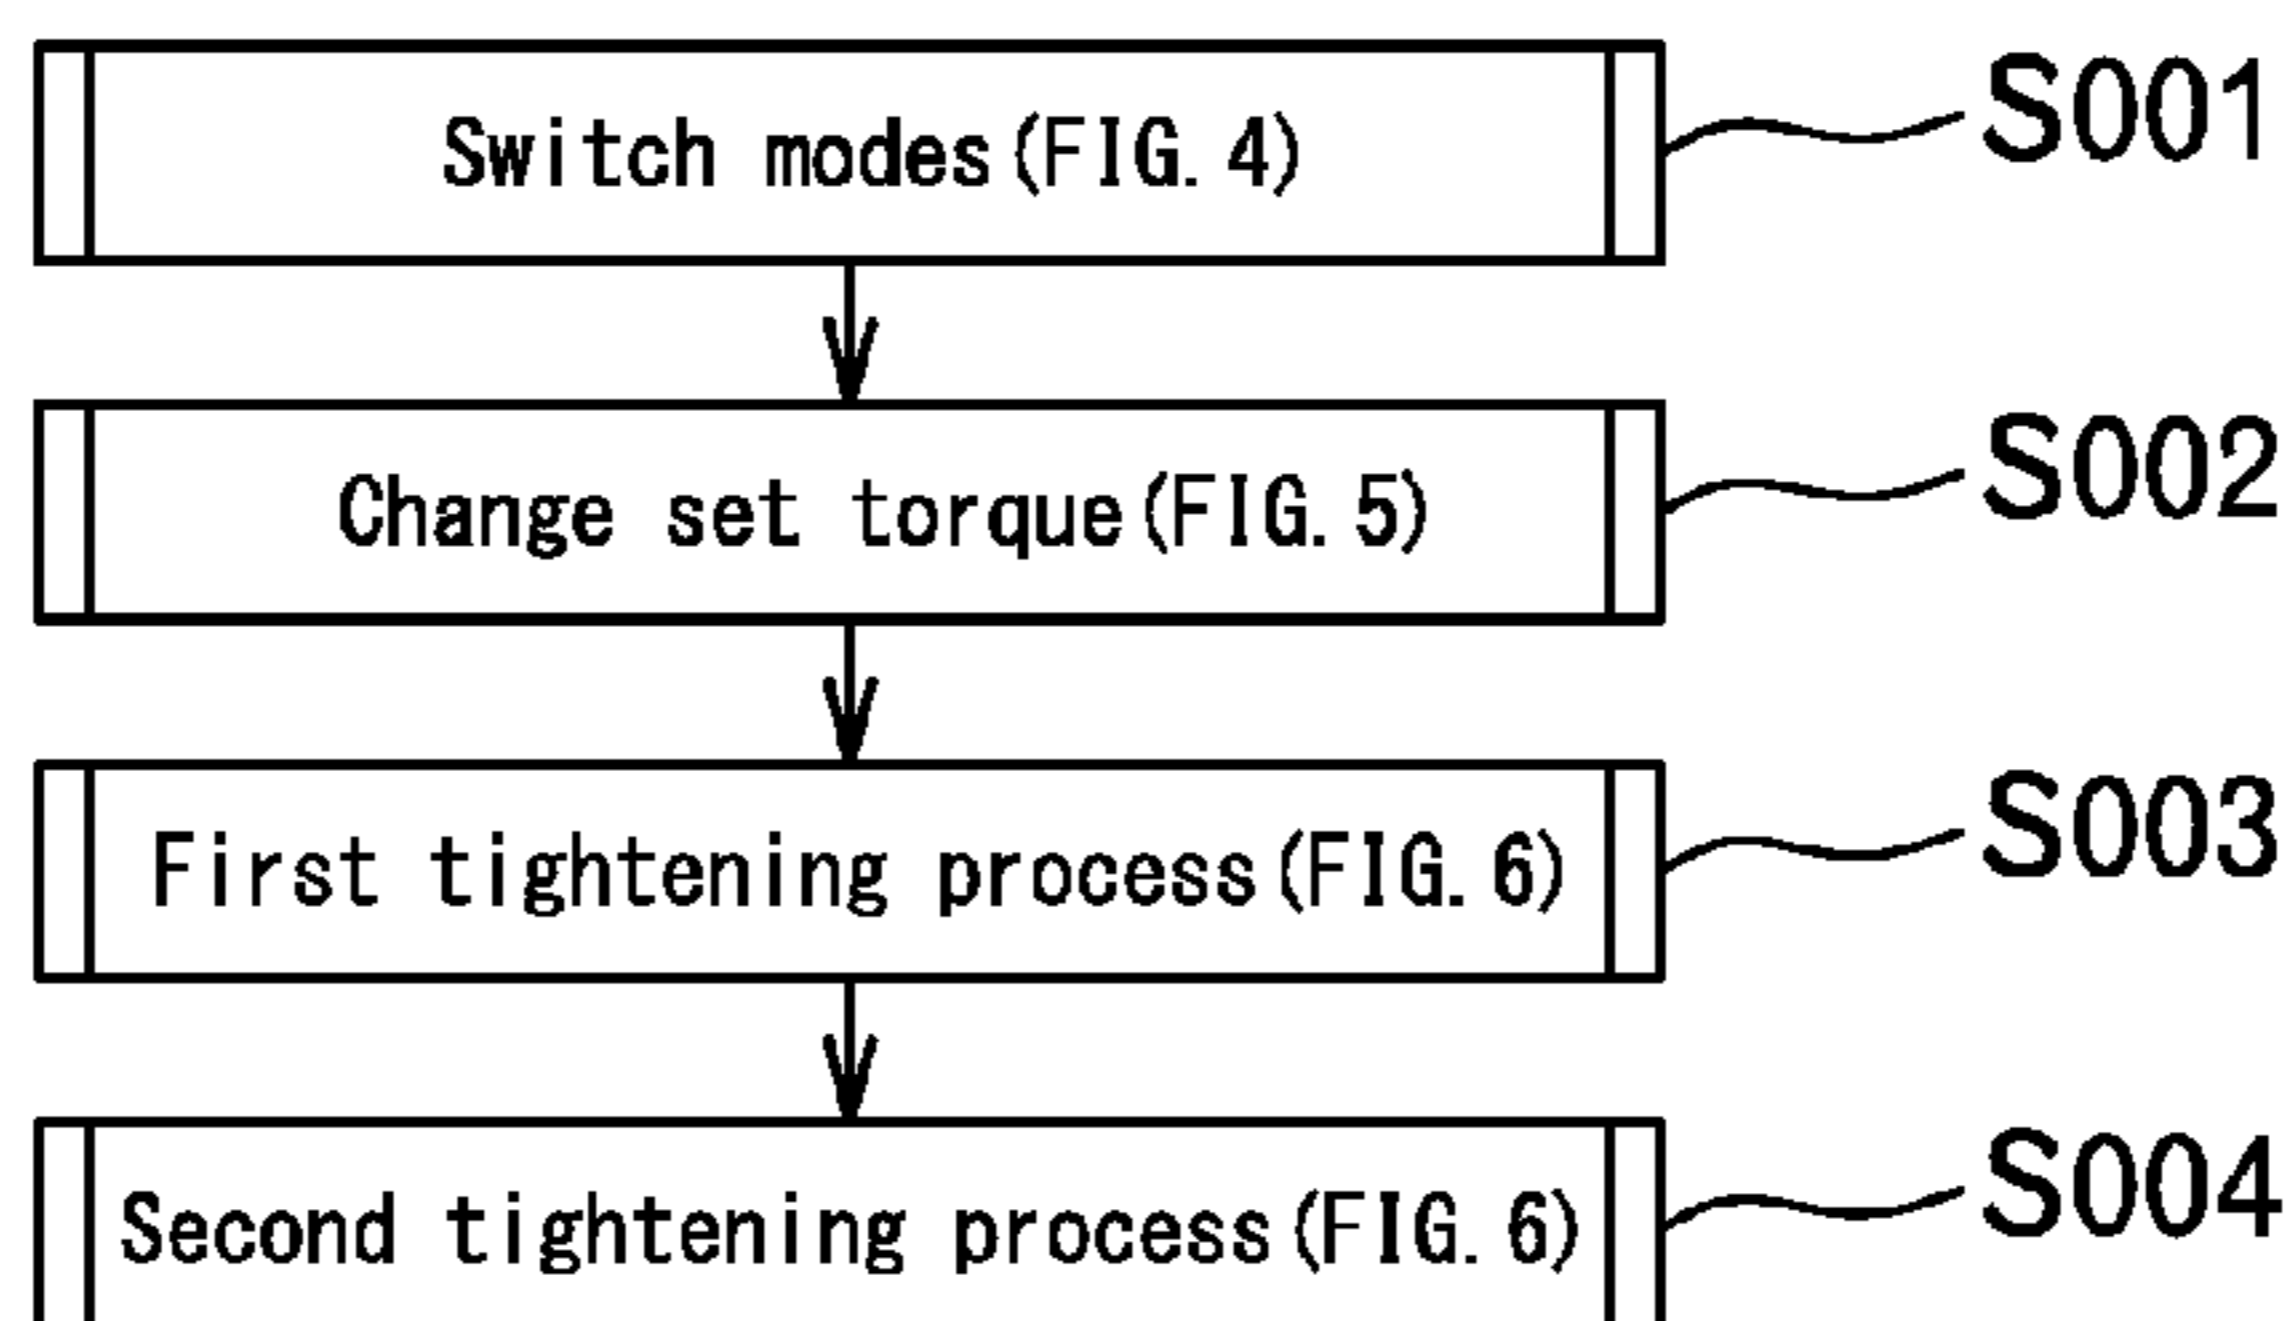 Switch modes(FIG. 4) S001
Change set torque(FIG. 5) S002
First tightening process(FIG. 6) S003
Second tightening process(FIG. 6) S004